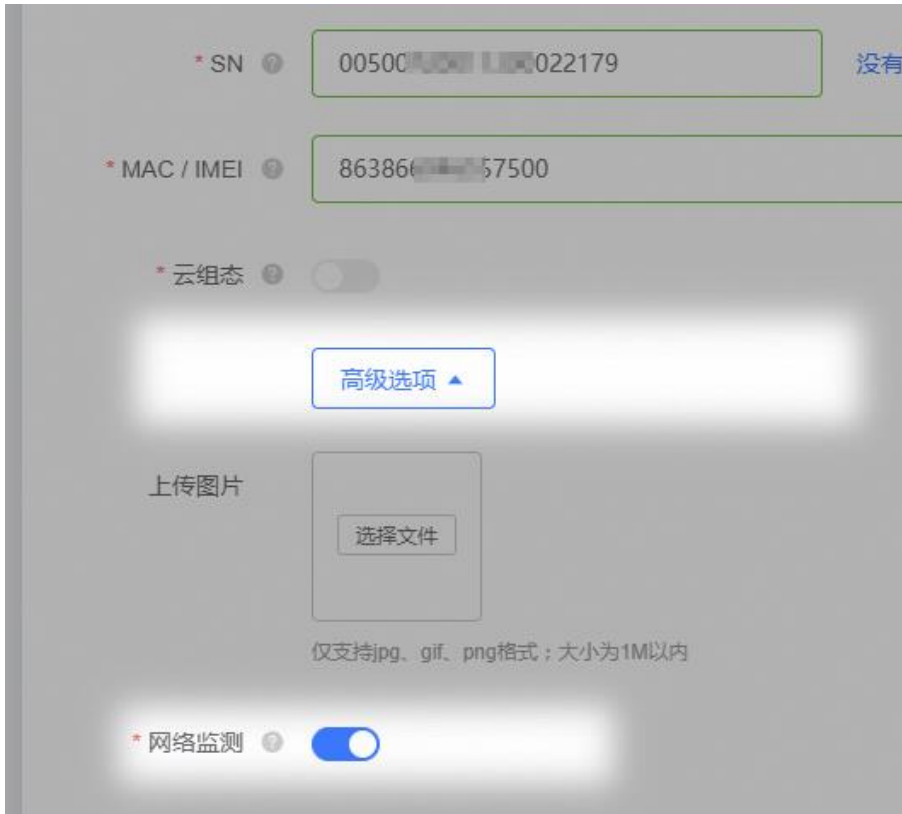 * SN
00500 022179
没有
* MAC / IMEI
86386 57500
* 云组态
高级选项
上传图片
选择文件
仅支持jpg、gif、png格式；大小为1M以内
* 网络监测